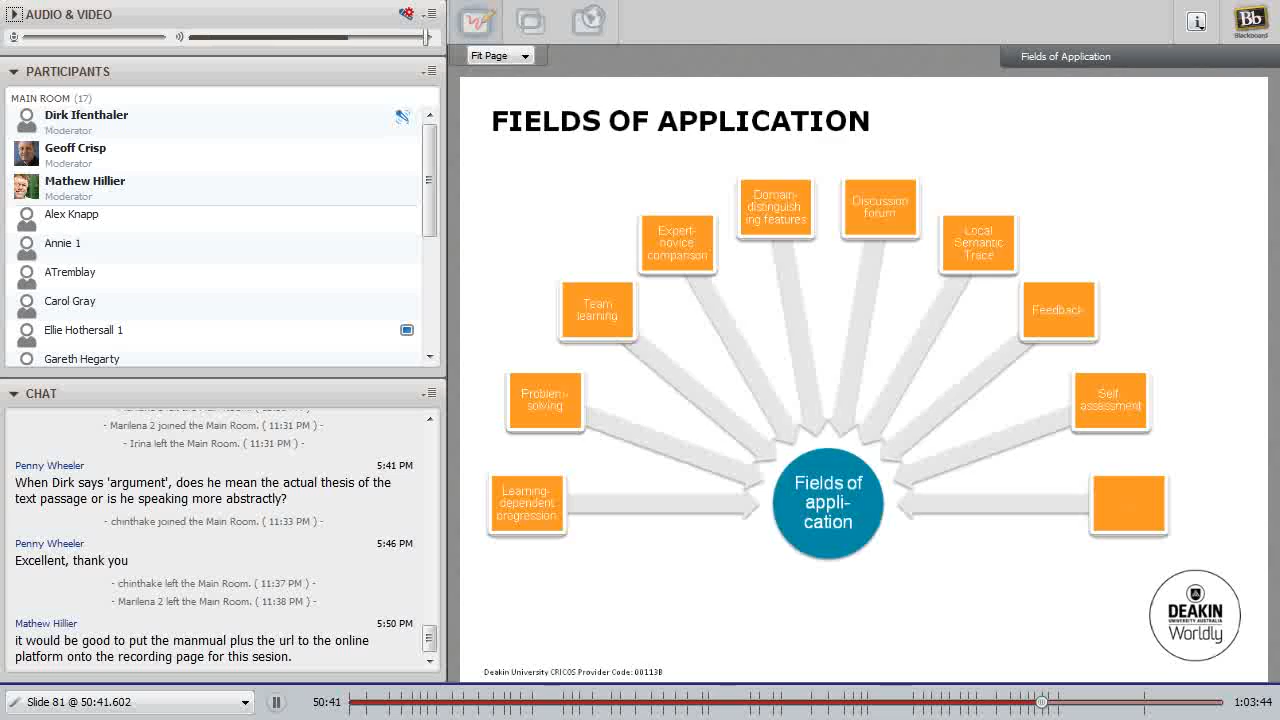 AUDIO & VIDEO
PARTICIPANTS
MAIN ROOM (17)
Dirk Ifenthaler
Moderator
Geoff Crisp
Moderator
Mathew Hillier
Moderator
Alastair
Annie 1
ATremblay
Carol Gray
Ellie Hothersall 1
Gareth Hegarty
CHAT
- Marilena 2 joined the Main Room. ( 11:31 PM ) -
- Irina left the Main Room. ( 11:31 PM ) -
Penny Wheeler 5:41 PM
When Dirk says 'argument', does he mean the actual thesis of the
text passage or is he speaking more abstractly?
- chinthake joined the Main Room. ( 11:33 PM ) -
Penny Wheeler 5:46 PM
Excellent, thank you
- chinthake left the Main Room. ( 11:37 PM ) -
- Marilena 2 left the Main Room. ( 11:38 PM ) -
Mathew Hillier 5:50 PM
it would be good to put the manmual plus the url to the online
platform onto the recording page for this sesion.
Slide 81 @ 50:41.602
50:41
1:03:44
Fit Page
Fields of Application
Bb
Blackboard
FIELDS OF APPLICATION
Learning-
dependent
progression
Problem-
solving
Team
learning
Expert-
novice
comparison
Domain-
distinguish
ing features
Discussion
forum
Local
Semantic
Trace
Feedback
Self
assessment
Fields of
appli-
cation
DEAKIN
UNIVERSITY AUSTRALIA
Worldly
Deakin University CRICOS Provider Code: 00113B